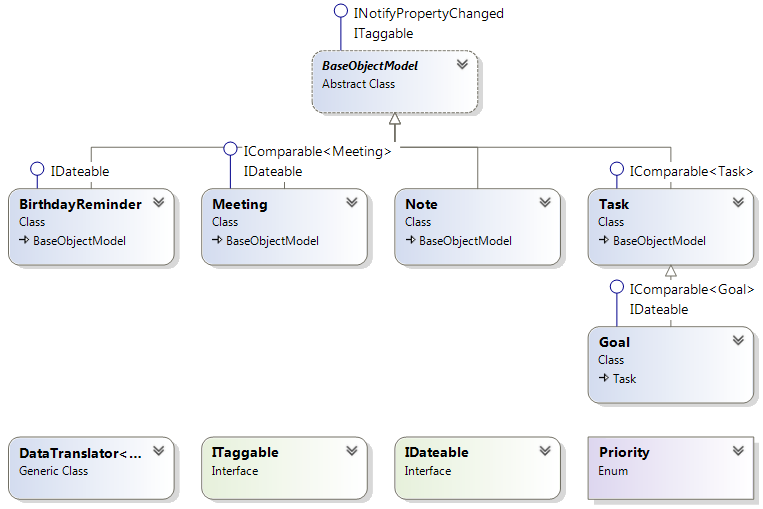 INotifyPropertyChanged
ITaggable
BaseObjectModel
Abstract Class
IDateable
IComparable<Meeting>
IDateable
IComparable<Task>
BirthdayReminder
Class
BaseObjectModel
Meeting
Class
BaseObjectModel
Note
Class
BaseObjectModel
Task
Class
BaseObjectModel
IComparable<Goal>
IDateable
Goal
Class
Task
DataTranslator<...
Generic Class
ITaggable
Interface
IDateable
Interface
Priority
Enum